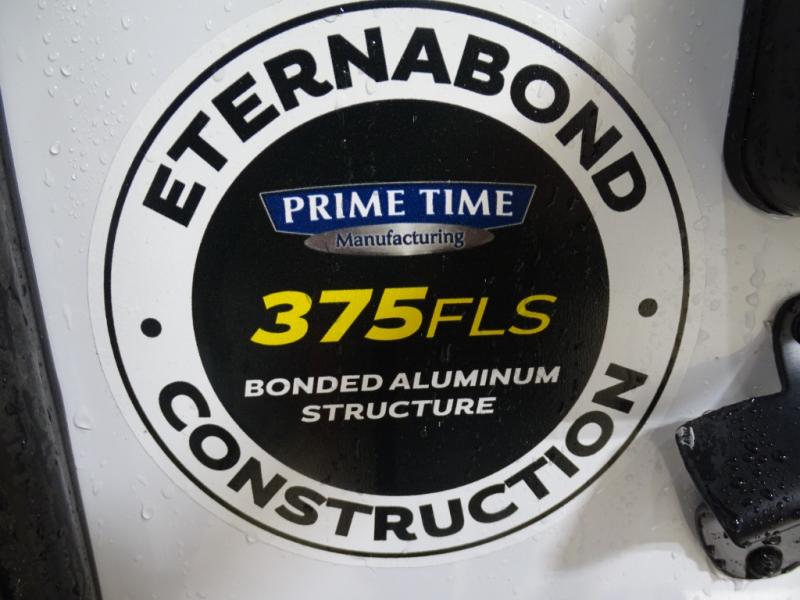 ETERNABOND
PRIME TIME
Manufacturing
375FLS
BONDED ALUMINUM
STRUCTURE
CONSTRUCTION